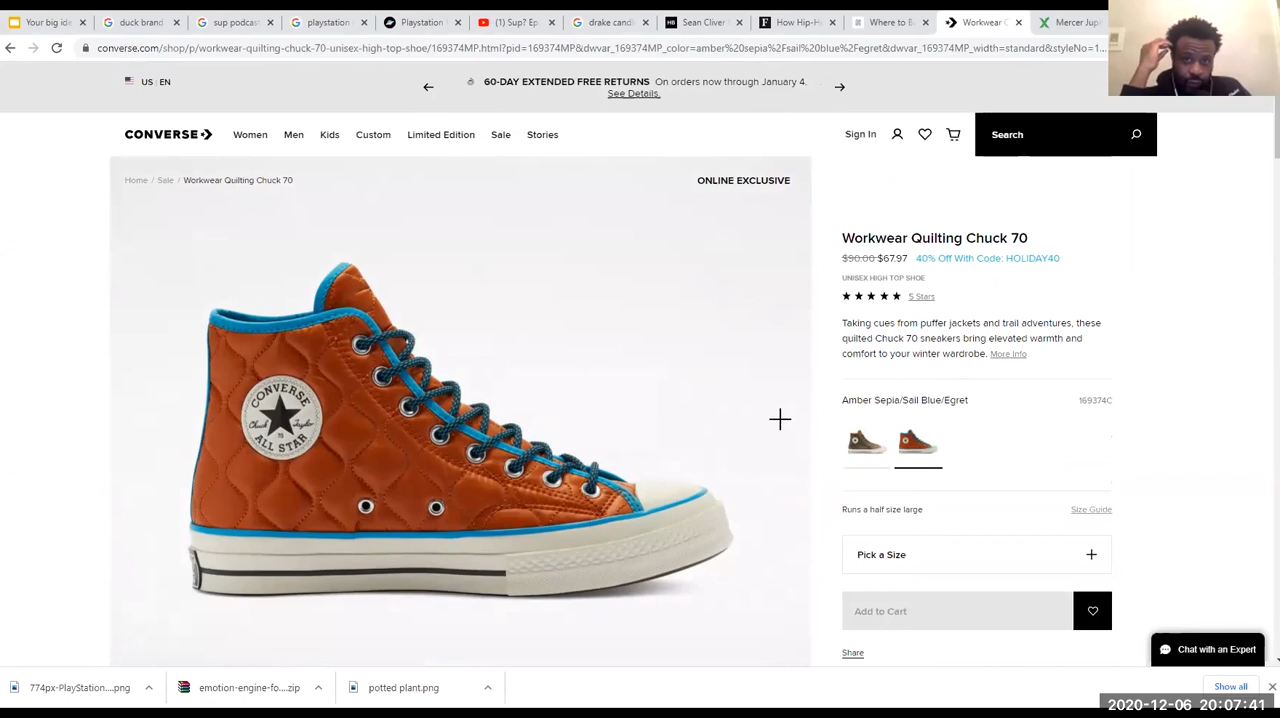 Your big ide
duck brand
sup podcas
playstation
Playstation
(1) Sup? Ep
drake candl
Sean Cliver
How Hip-H
Where to B
Workwear Q
Mercer Jupi
converse.com/shop/p/workwear-quilting-chuck-70-unisex-high-top-shoe/169374MP.html?pid=169374MP&dwvar_169374MP_color=amber%20sepia%2Fsail%20blue%2Fegret&dwvar_169374MP_width=standard&styleNo=1...
US | EN
60-DAY EXTENDED FREE RETURNS On orders now through January 4.
See Details.
CONVERSE Women Men Kids Custom Limited Edition Sale Stories Sign In Search
Home / Sale / Workwear Quilting Chuck 70
ONLINE EXCLUSIVE
CONVERSE
Chuck Taylor
70
ALL STAR
Workwear Quilting Chuck 70
$90.00 $67.97 40% Off With Code: HOLIDAY40
UNISEX HIGH TOP SHOE
5 Stars
Taking cues from puffer jackets and trail adventures, these
quilted Chuck 70 sneakers bring elevated warmth and
comfort to your winter wardrobe. More Info
Amber Sepia/Sail Blue/Egret 169374C
Runs a half size large Size Guide
Pick a Size
Add to Cart
Share
Chat with an Expert
774px-PlayStation....png
emotion-engine-fo....zip
potted plant.png
Show all
2020-12-06 20:07:41